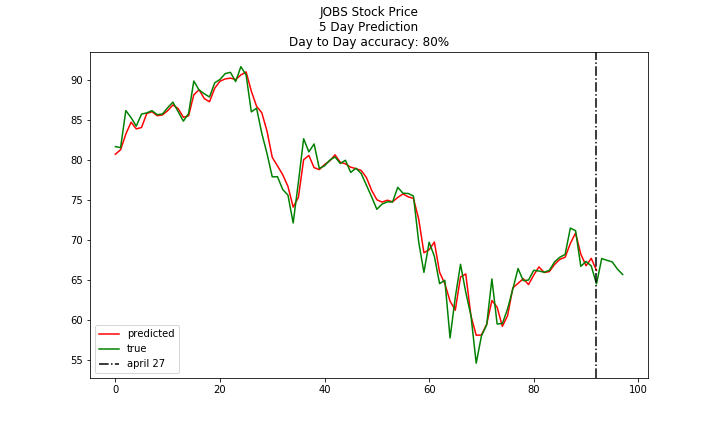 JOBS Stock Price
5 Day Prediction
Day to Day accuracy: 80%
90
85
80
75
70
65
60
55
predicted
true
april 27
0
20
40
60
80
100